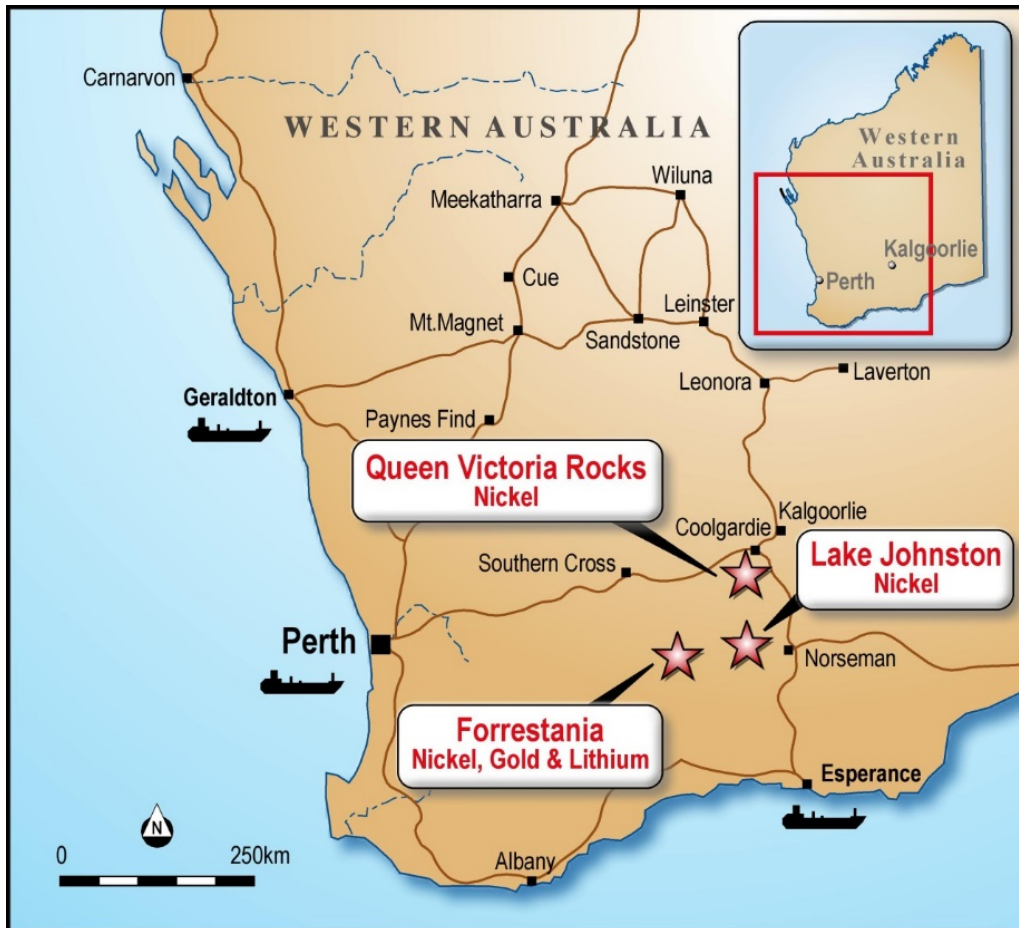 Carnarvon
WESTERN AUSTRALIA
Western
Australia
Kalgoorlie
Perth
Meekatharra
Wiluna
Cue
Mt.Magnet
Sandstone
Leinster
Leonora
Laverton
Geraldton
Paynes Find
Queen Victoria Rocks
Nickel
Coolgardie
Kalgoorlie
Southern Cross
Lake Johnston
Nickel
Perth
Norseman
Forrestania
Nickel, Gold & Lithium
Esperance
N
0 250km
Albany